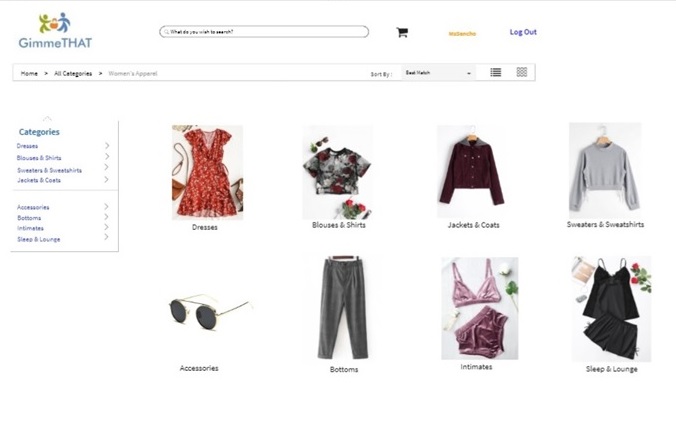 GimmeTHAT
What do you wish to search?
Log Out
Home > All Categories > Women's Apparel
Sort By :
Best Match
Categories
Dresses
Blouses & Shirts
Sweaters & Sweatshirts
Jackets & Coats
Accessories
Bottoms
Intimates
Sleep & Lounge
Dresses
Blouses & Shirts
Jackets & Coats
Sweaters & Sweatshirts
Accessories
Bottoms
Intimates
Sleep & Lounge